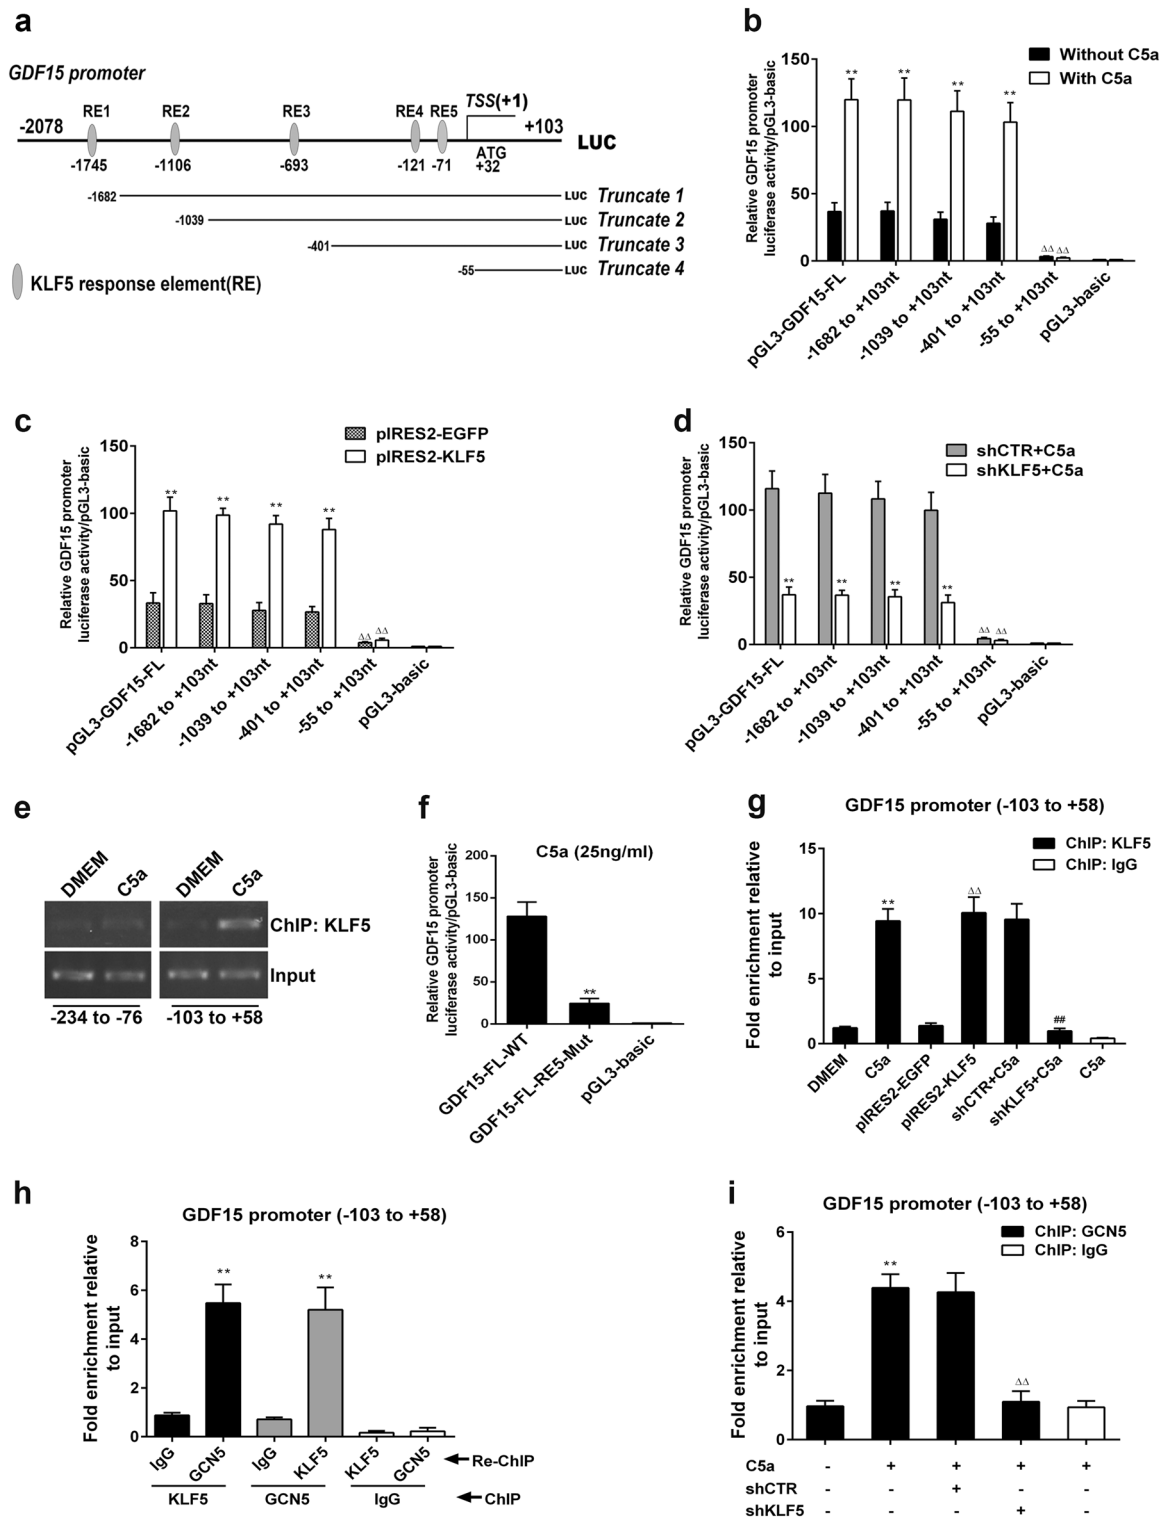 a
GDF15 promoter
RE1 RE2 RE3 RE4 RE5 TSS(+1)
-2078 +103 LUC
-1745 -1106 -693 -121 -71 ATG +32
-1682 LUC Truncate 1
-1039 LUC Truncate 2
-401 LUC Truncate 3
-55 LUC Truncate 4
KLF5 response element(RE)
b
Without C5a
With C5a
Relative GDF15 promoter
luciferase activity/pGL3-basic
150
100
50
0
** ** ** ** ΔΔ ΔΔ
pGL3-GDF15-FL
-1682 to +103nt
-1039 to +103nt
-401 to +103nt
-55 to +103nt
pGL3-basic
c
pIRES2-EGFP
pIRES2-KLF5
Relative GDF15 promoter
luciferase activity/pGL3-basic
150
100
50
0
** ** ** ** ΔΔ ΔΔ
pGL3-GDF15-FL
-1682 to +103nt
-1039 to +103nt
-401 to +103nt
-55 to +103nt
pGL3-basic
d
shCTR+C5a
shKLF5+C5a
Relative GDF15 promoter
luciferase activity/pGL3-basic
150
100
50
0
** ** ** ** ΔΔ ΔΔ
pGL3-GDF15-FL
-1682 to +103nt
-1039 to +103nt
-401 to +103nt
-55 to +103nt
pGL3-basic
e
DMEM C5a DMEM C5a
ChIP: KLF5
Input
-234 to -76 -103 to +58
f
C5a (25ng/ml)
Relative GDF15 promoter
luciferase activity/pGL3-basic
200
150
100
50
0
**
GDF15-FL-WT
GDF15-FL-RE5-Mut
pGL3-basic
g
GDF15 promoter (-103 to +58)
ChIP: KLF5
ChIP: IgG
Fold enrichment relative
to input
15
10
5
0
** ΔΔ ##
DMEM
C5a
pIRES2-EGFP
pIRES2-KLF5
shCTR+C5a
shKLF5+C5a
C5a
h
GDF15 promoter (-103 to +58)
Fold enrichment relative
to input
8
6
4
2
0
** **
IgG GCN5 IgG KLF5 KLF5 GCN5 Re-ChIP
KLF5 GCN5 IgG ChIP
i
GDF15 promoter (-103 to +58)
ChIP: GCN5
ChIP: IgG
Fold enrichment relative
to input
6
4
2
0
** ΔΔ
C5a - + + + +
shCTR - - + - -
shKLF5 - - - + -